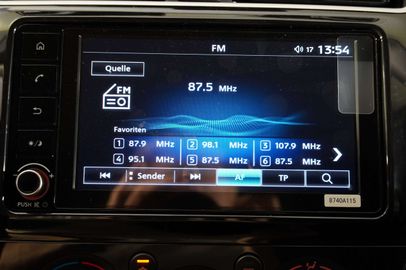 FM
17 13:54
Quelle
FM
87.5 MHz
Favoriten
1 87.9 MHz 2 98.1 MHz 3 107.9 MHz
4 95.1 MHz 5 87.5 MHz 6 87.5 MHz
Sender AF TP
PUSH
8740A115